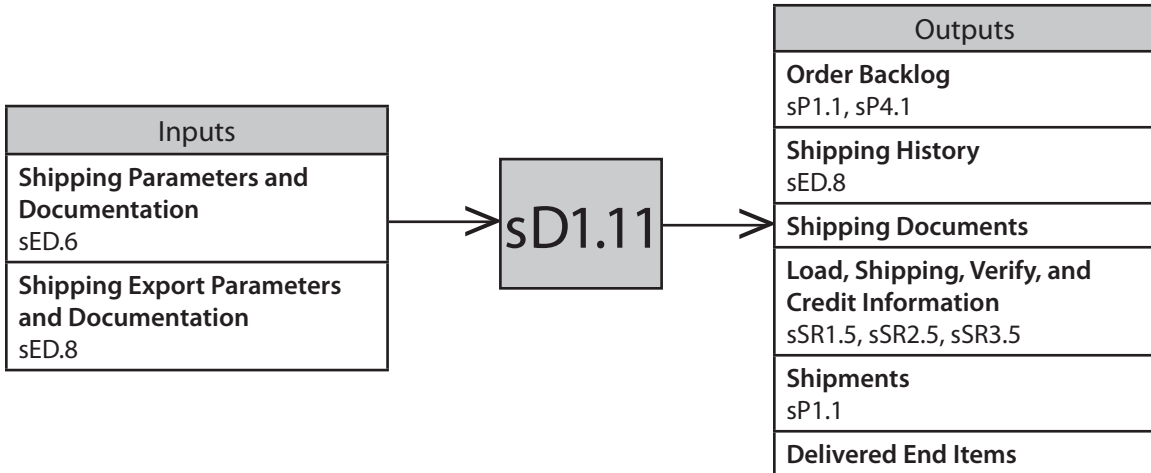 Inputs
Shipping Parameters and
Documentation
sED.6
Shipping Export Parameters
and Documentation
sED.8
sD1.11
Outputs
Order Backlog
sP1.1, sP4.1
Shipping History
sED.8
Shipping Documents
Load, Shipping, Verify, and
Credit Information
sSR1.5, sSR2.5, sSR3.5
Shipments
sP1.1
Delivered End Items